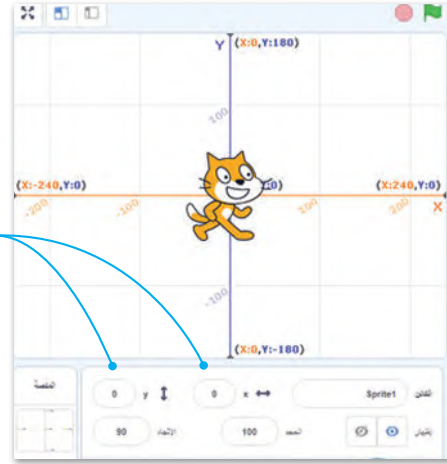 Y (X:0,Y:180)
100
(X:-240,Y:0) :0) (X:240,Y:0)
-200 -100 100 200 X
-100
(X:0,Y:-180)
الكائن Sprite1 x 0 y 0
إظهار الحجم 100 الاتجاه 90
المنصة